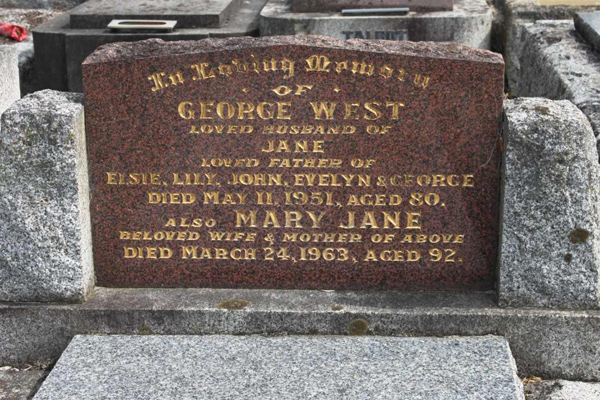 In Loving Memory
· OF ·
GEORGE WEST
LOVED HUSBAND OF
JANE
LOVED FATHER OF
ELSIE, LILY, JOHN, EVELYN & GEORGE
DIED MAY 11, 1951, AGED 80.
ALSO MARY JANE
BELOVED WIFE & MOTHER OF ABOVE
DIED MARCH 24, 1963, AGED 92.